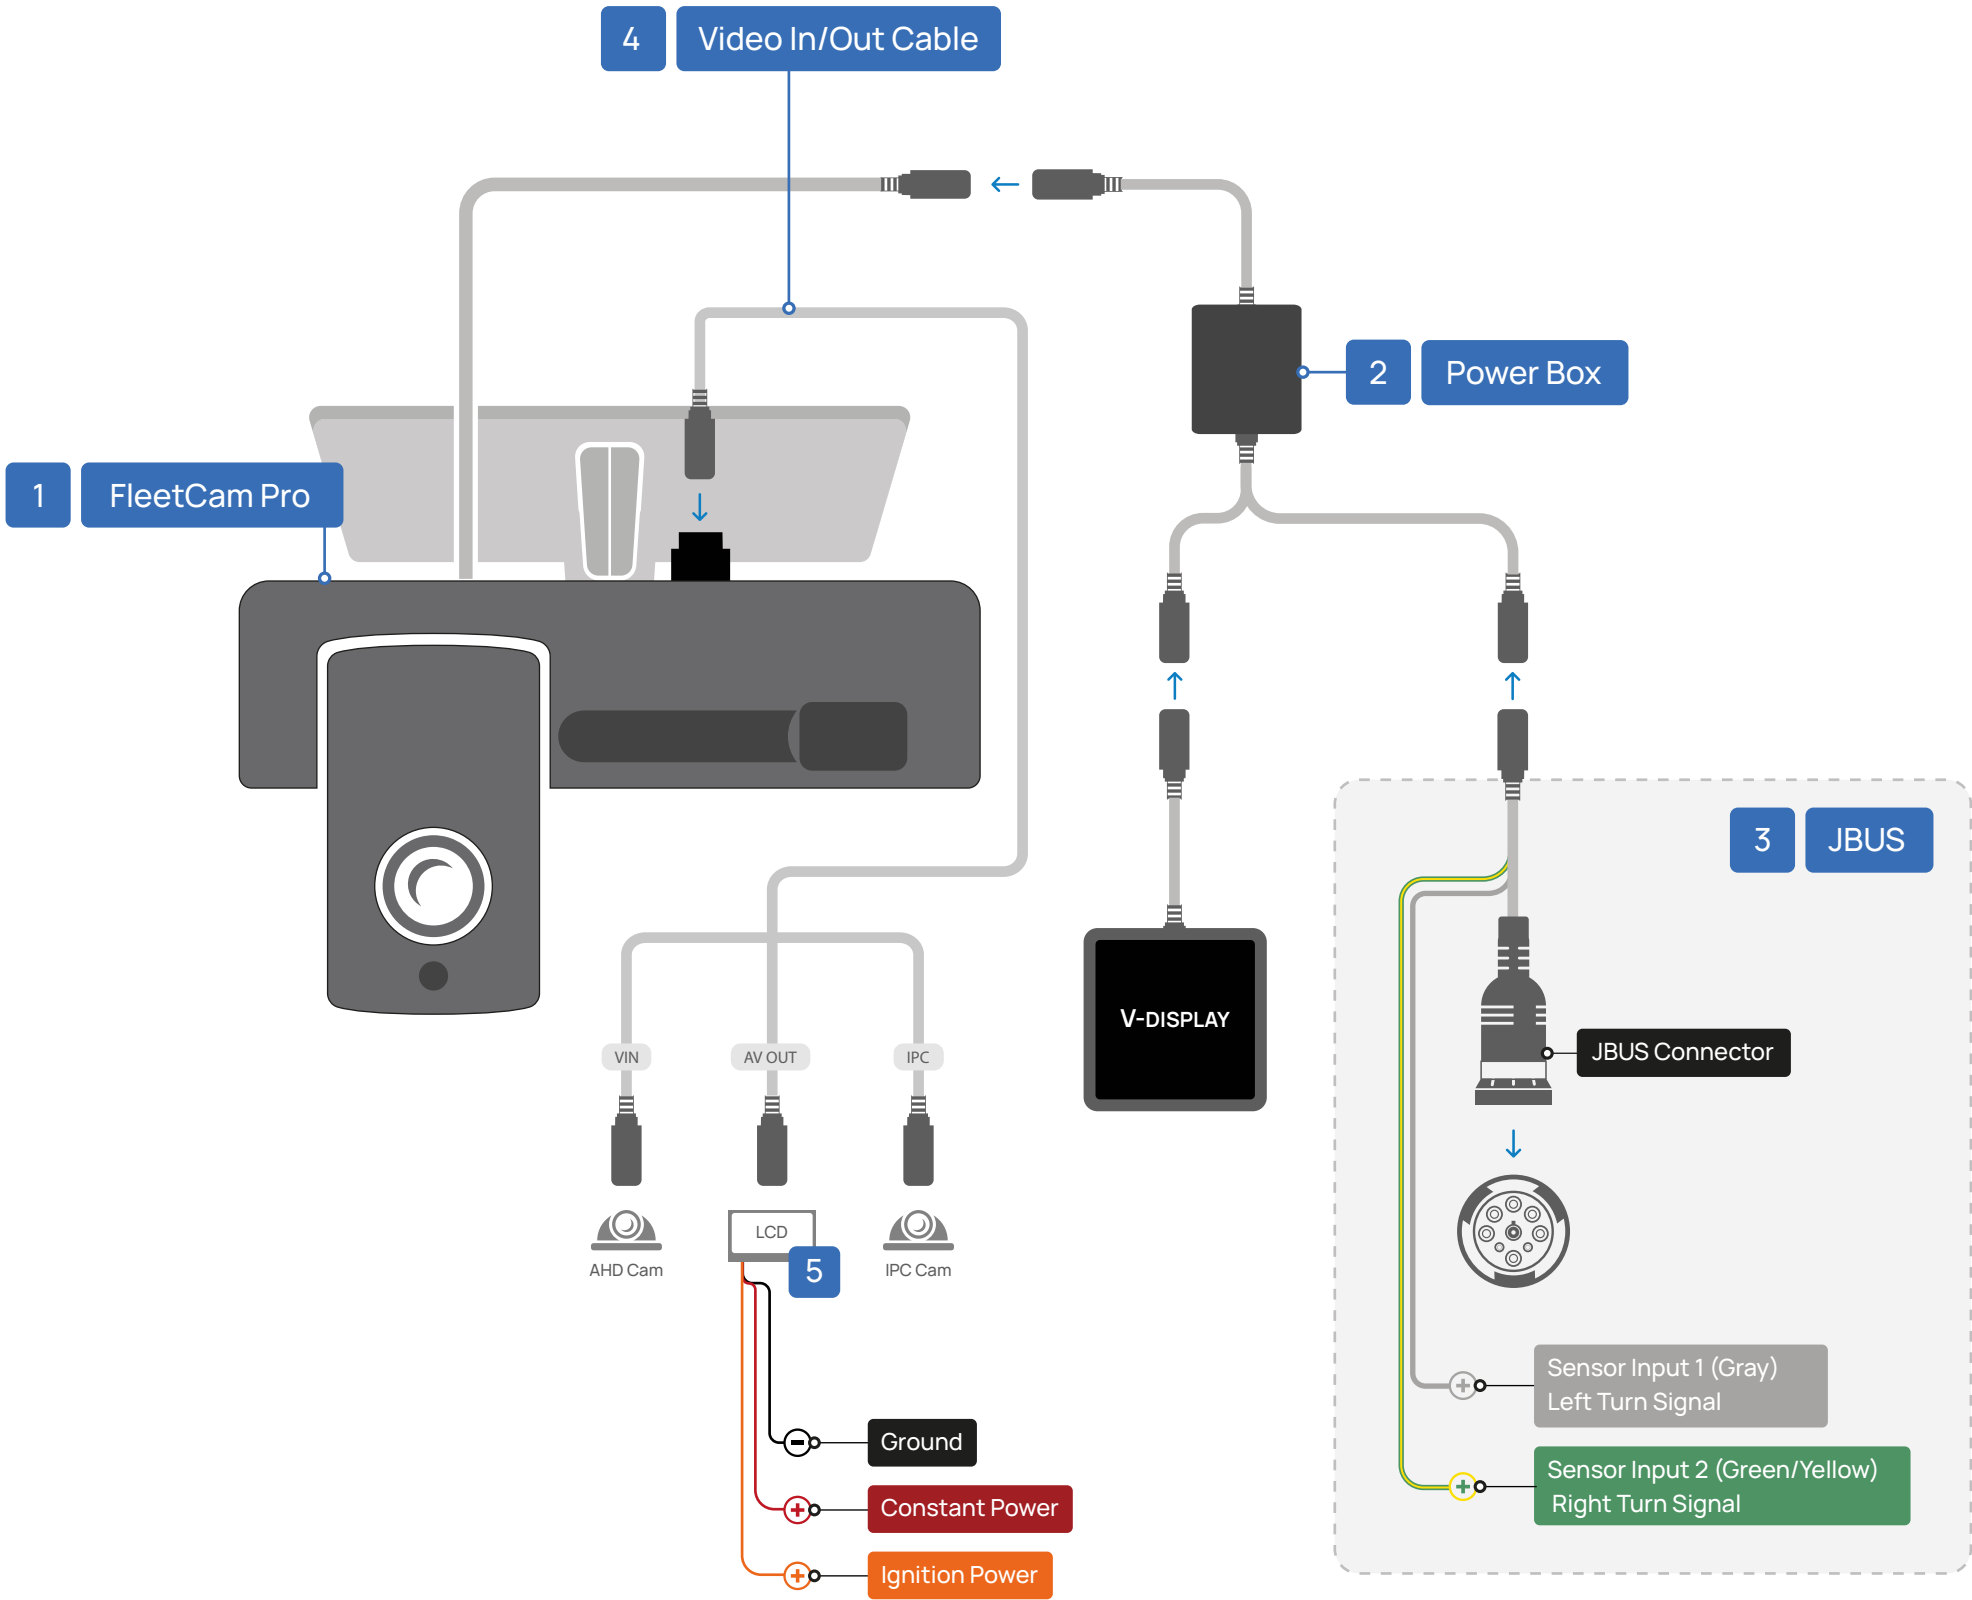 4 Video In/Out Cable
2 Power Box
1 FleetCam Pro
3 JBUS
V-DISPLAY
JBUS Connector
VIN AV OUT IPC
LCD
AHD Cam 5 IPC Cam
Sensor Input 1 (Gray)
Left Turn Signal
Ground
Sensor Input 2 (Green/Yellow)
Right Turn Signal
Constant Power
Ignition Power